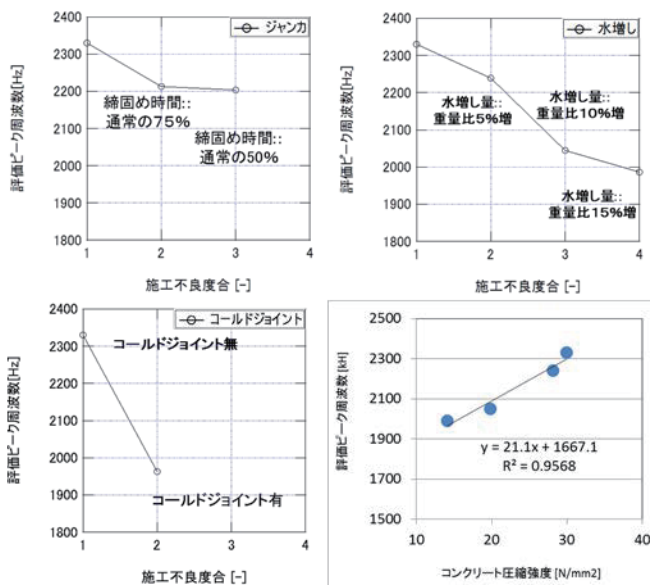 ジャンカ
評価ピーク周波数[Hz]
2400
2300
2200
2100
2000
1900
1800
締固め時間::
通常の75%
締固め時間::
通常の50%
1
2
3
4
施工不良度合 [-]
水増し
評価ピーク周波数[Hz]
2400
2300
2200
2100
2000
1900
1800
水増し量::
重量比5%増
水増し量::
重量比10%増
水増し量::
重量比15%増
1
2
3
4
施工不良度合 [-]
コールドジョイント
評価ピーク周波数[Hz]
2400
2300
2200
2100
2000
1900
1800
コールドジョイント無
コールドジョイント有
1
2
3
4
施工不良度合 [-]
評価ピーク周波数 [kH]
2500
2300
2100
1900
1700
1500
y = 21.1x + 1667.1
R² = 0.9568
10
20
30
40
コンクリート圧縮強度 [N/mm2]